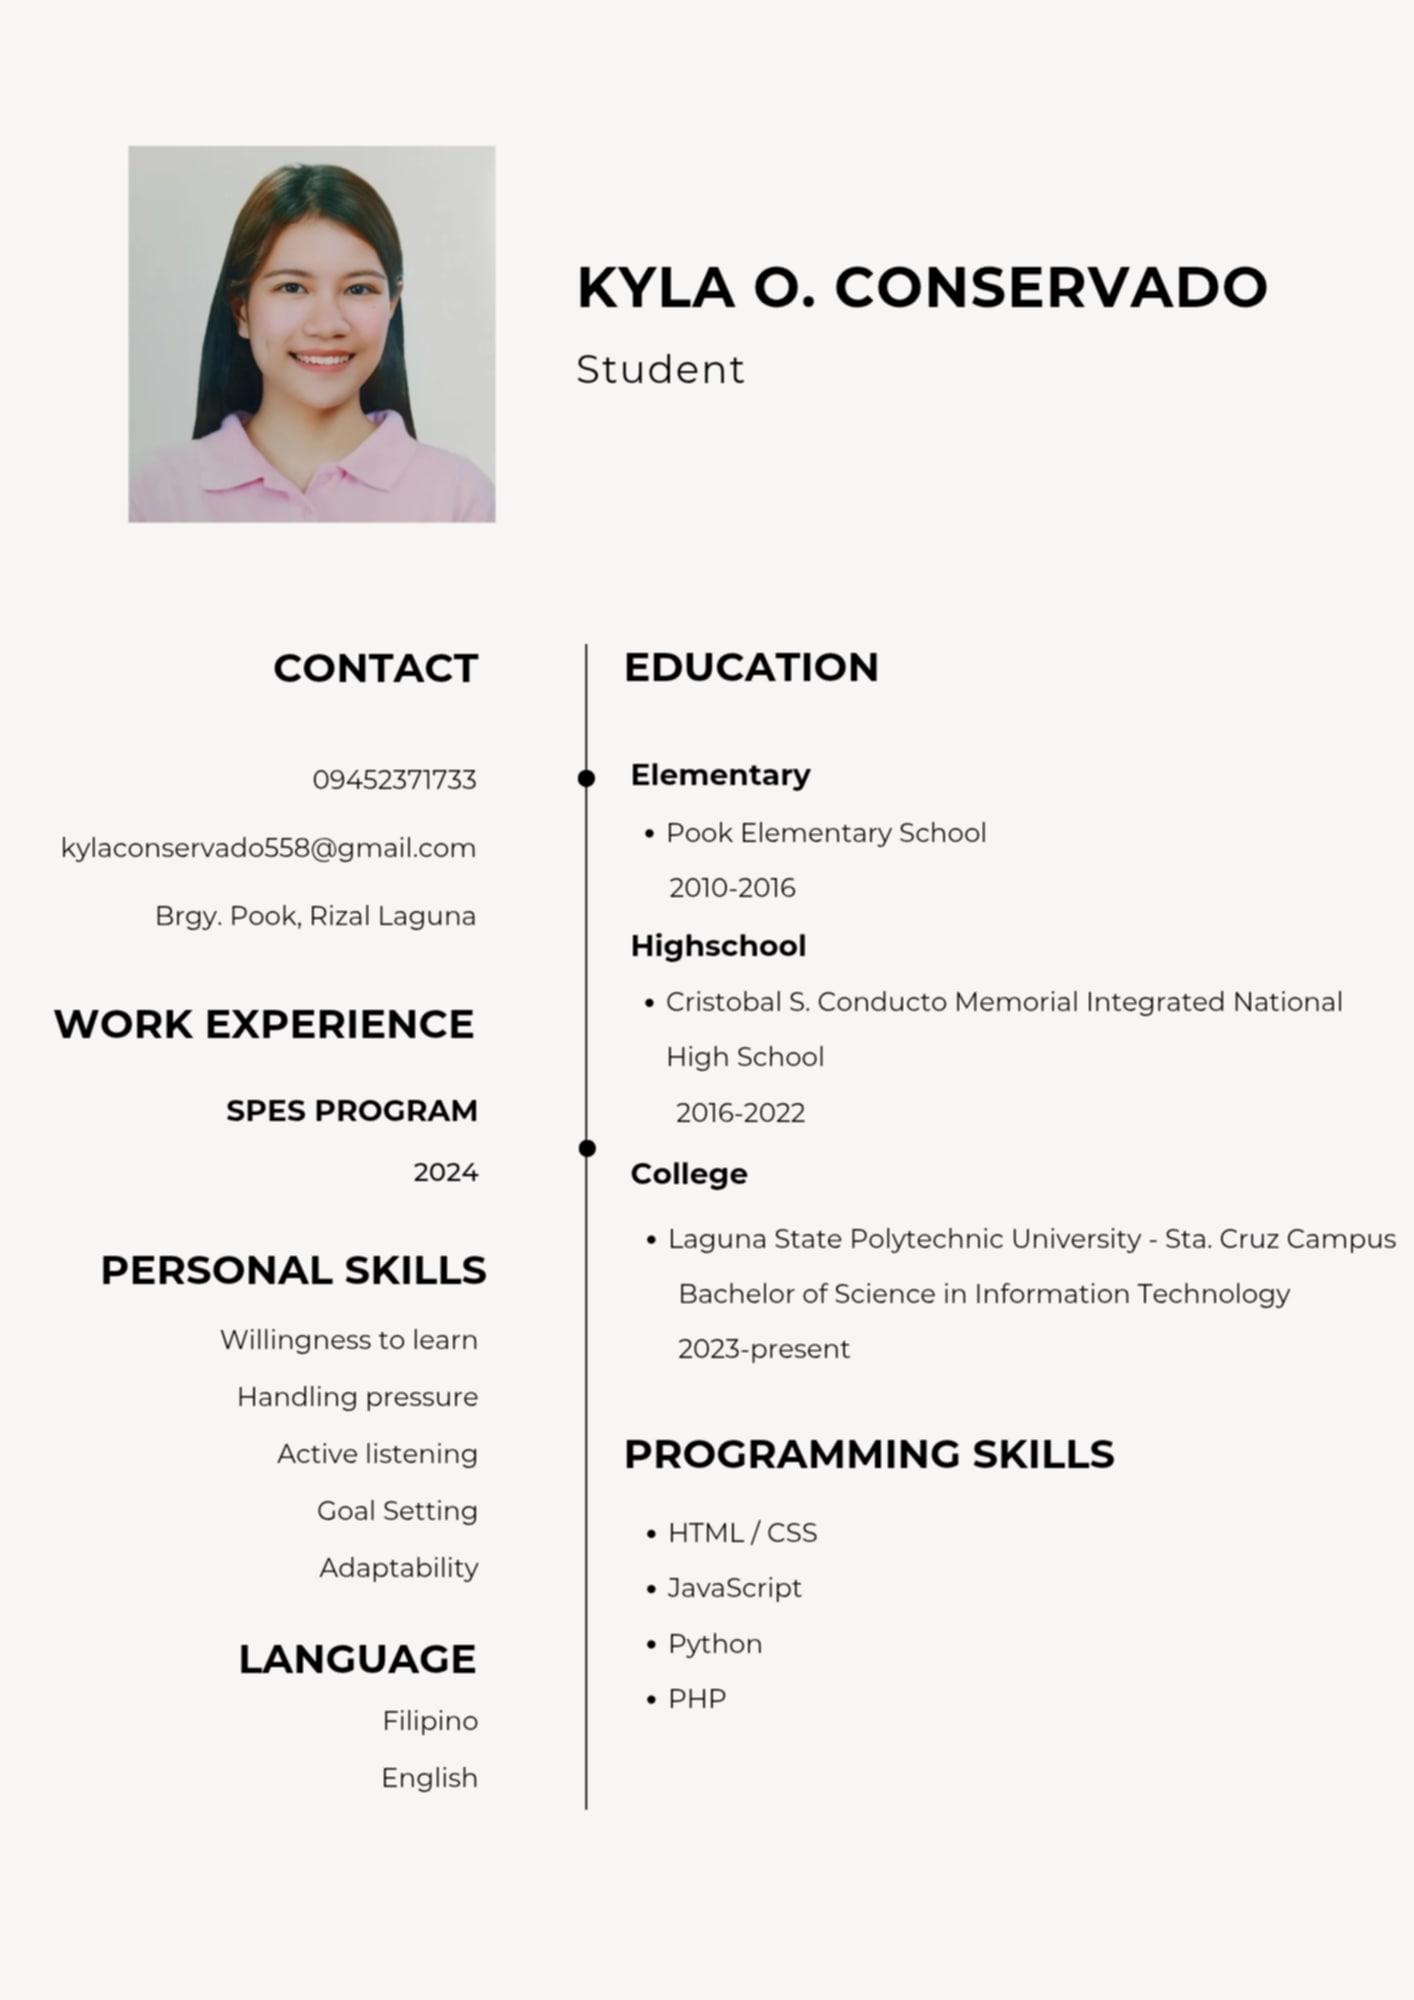 KYLA O. CONSERVADO
Student
CONTACT
09452371733
kylaconservado558@gmail.com
Brgy. Pook, Rizal Laguna
WORK EXPERIENCE
SPES PROGRAM
2024
PERSONAL SKILLS
Willingness to learn
Handling pressure
Active listening
Goal Setting
Adaptability
LANGUAGE
Filipino
English
EDUCATION
Elementary
• Pook Elementary School
2010-2016
Highschool
• Cristobal S. Conducto Memorial Integrated National
High School
2016-2022
College
• Laguna State Polytechnic University - Sta. Cruz Campus
Bachelor of Science in Information Technology
2023-present
PROGRAMMING SKILLS
• HTML / CSS
• JavaScript
• Python
• PHP